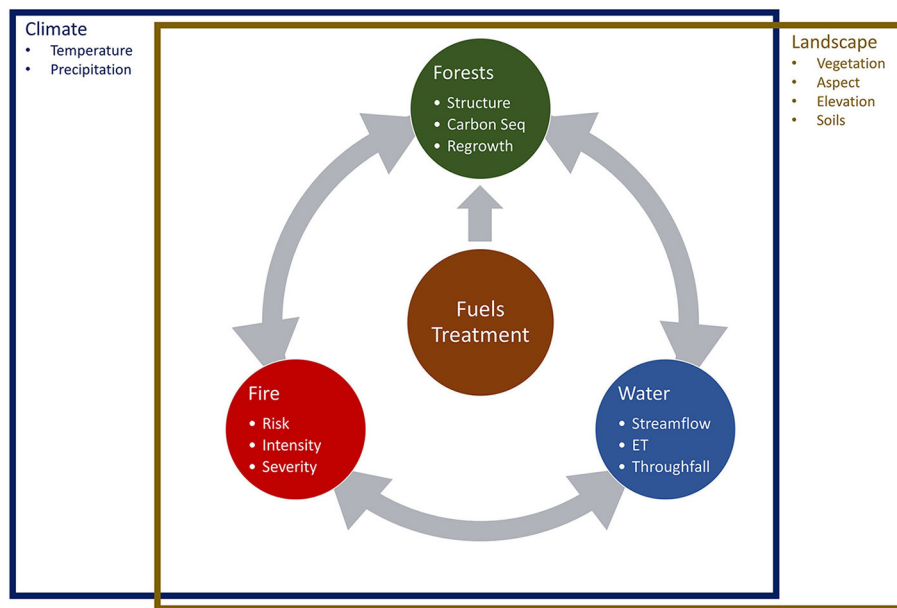 Climate
• Temperature
• Precipitation
Landscape
• Vegetation
• Aspect
• Elevation
• Soils
Forests
• Structure
• Carbon Seq
• Regrowth
Fuels
Treatment
Fire
• Risk
• Intensity
• Severity
Water
• Streamflow
• ET
• Throughfall